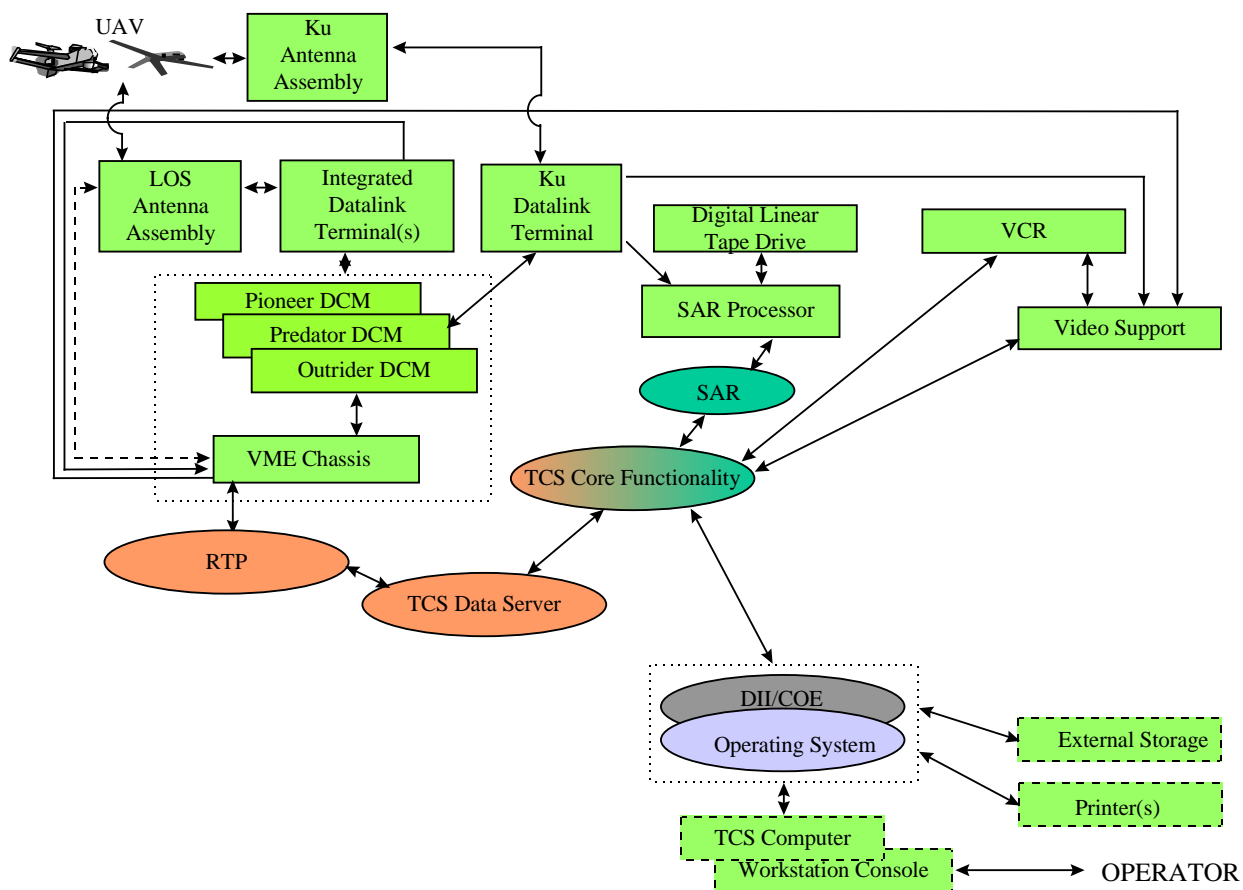 UAV
Ku
Antenna
Assembly
LOS
Antenna
Assembly
Integrated
Datalink
Terminal(s)
Ku
Datalink
Terminal
Digital Linear
Tape Drive
VCR
Pioneer DCM
Predator DCM
Outrider DCM
SAR Processor
Video Support
SAR
VME Chassis
TCS Core Functionality
RTP
TCS Data Server
DII/COE
Operating System
External Storage
Printer(s)
TCS Computer
Workstation Console
OPERATOR